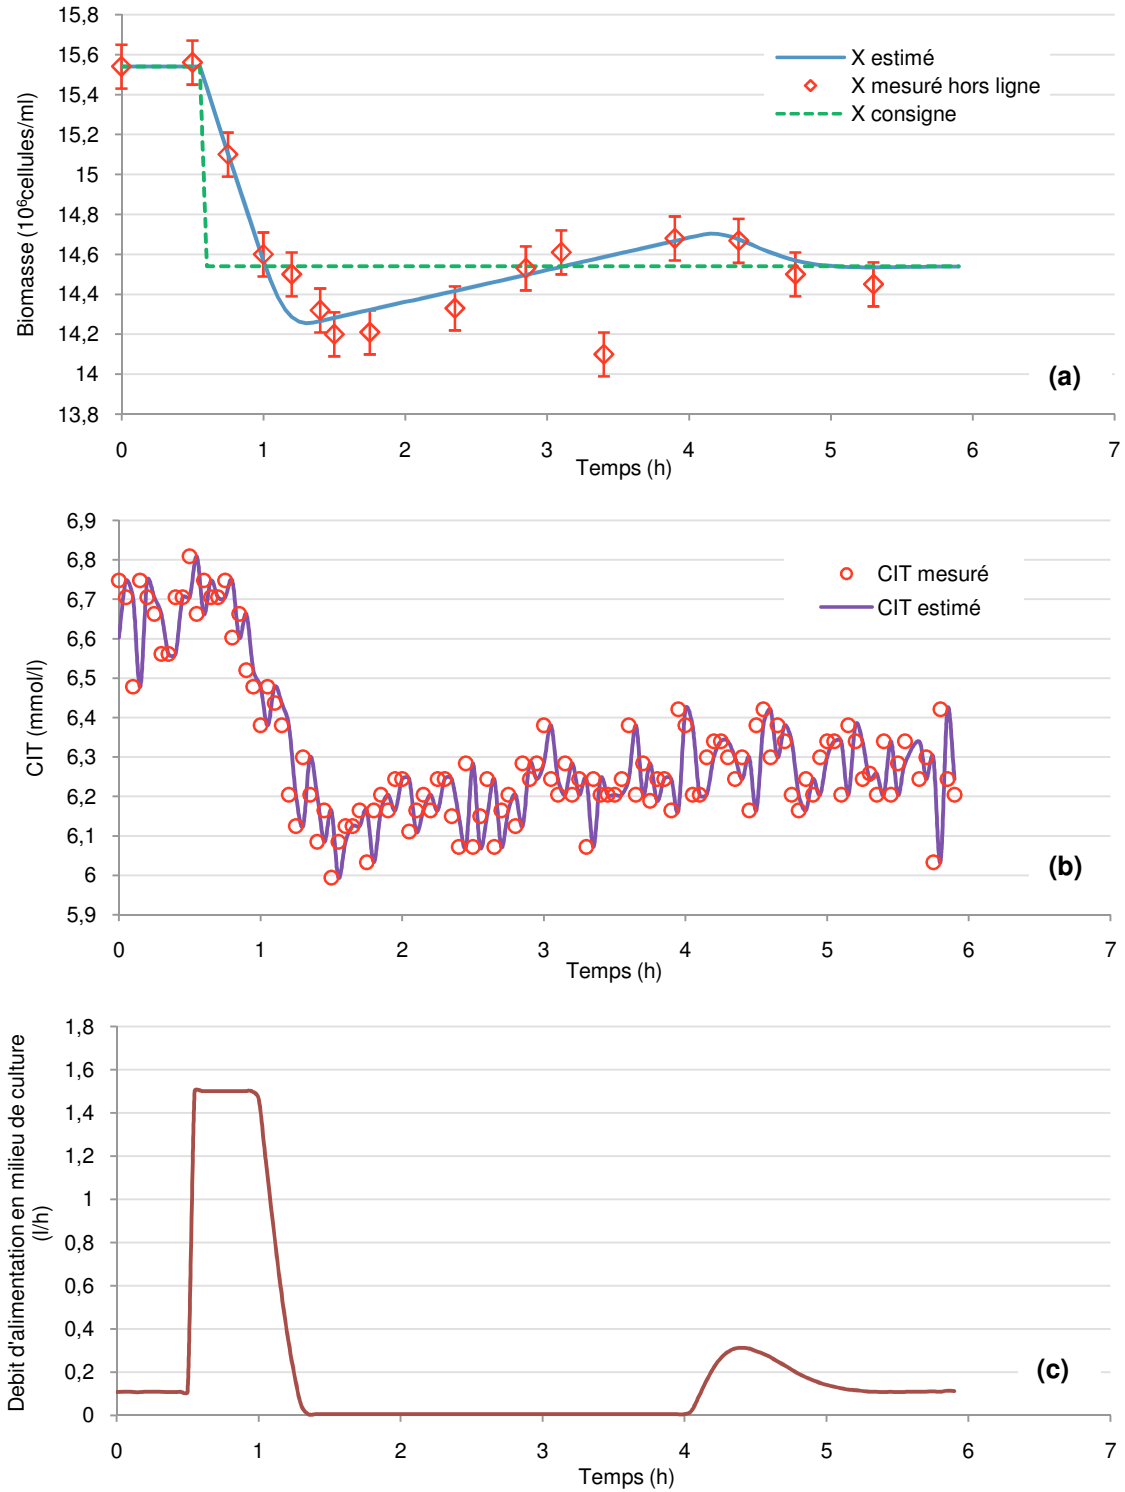 15,8
15,6
15,4
15,2
15
14,8
14,6
14,4
14,2
14
13,8
Biomasse (10⁶cellules/ml)
X estimé
X mesuré hors ligne
X consigne
(a)
0 1 2 3 4 5 6 7
Temps (h)
6,9
6,8
6,7
6,6
6,5
6,4
6,3
6,2
6,1
6
5,9
CIT (mmol/l)
CIT mesuré
CIT estimé
(b)
0 1 2 3 4 5 6 7
Temps (h)
1,8
1,6
1,4
1,2
1
0,8
0,6
0,4
0,2
0
Debit d'alimentation en milieu de culture
(l/h)
(c)
0 1 2 3 4 5 6 7
Temps (h)